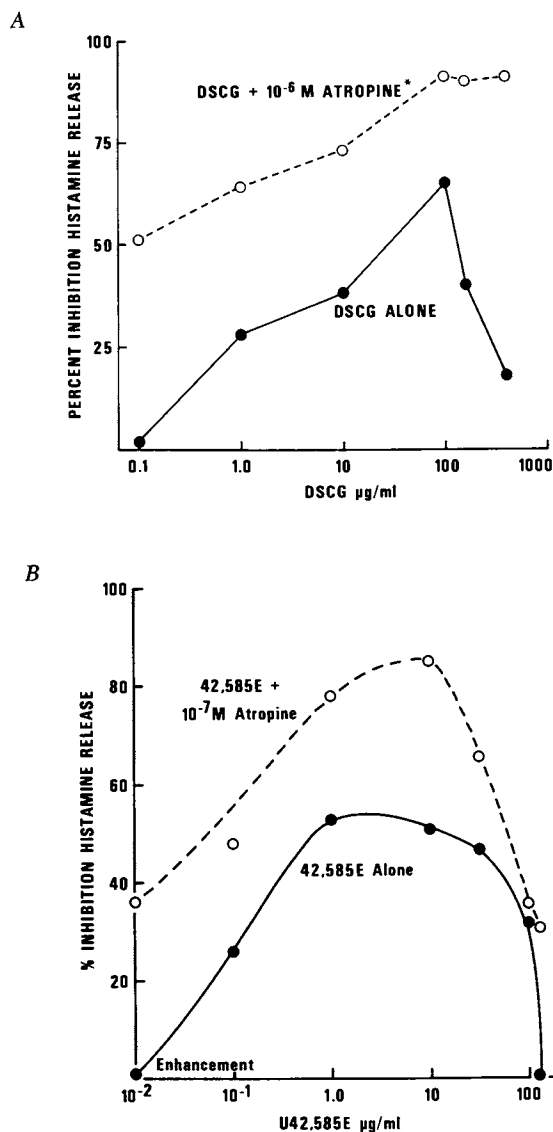 A
PERCENT INHIBITION HISTAMINE RELEASE
100
75
50
25
DSCG + 10⁻⁶ M ATROPINE*
DSCG ALONE
0.1 1.0 10 100 1000
DSCG µg/ml
B
% INHIBITION HISTAMINE RELEASE
100
80
60
40
20
42,585E +
10⁻⁷M Atropine
42,585E Alone
Enhancement
10⁻² 10⁻¹ 1.0 10 100
U42,585E µg/ml